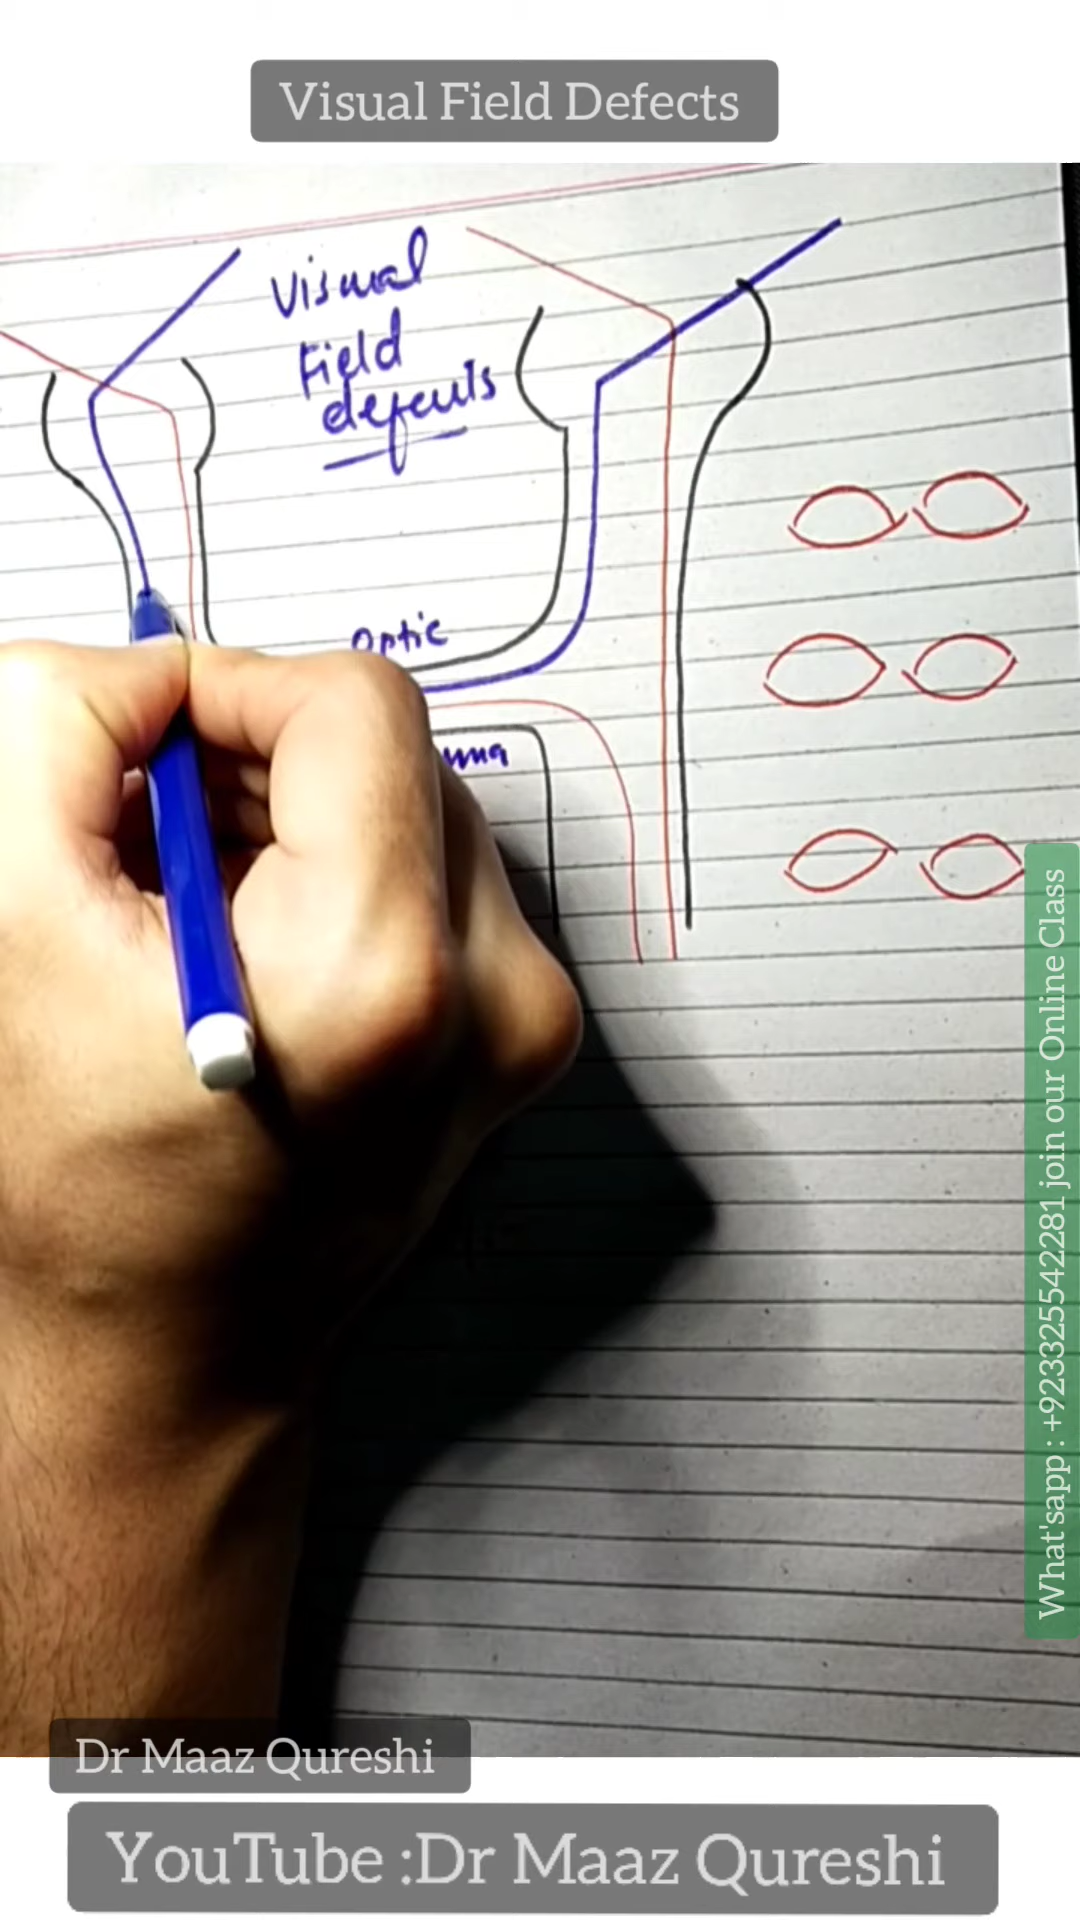 Visual Field Defects
Visual
Field
defects
Optic
What'sapp : +923325542281 join our Online Class
Dr Maaz Qureshi
YouTube :Dr Maaz Qureshi